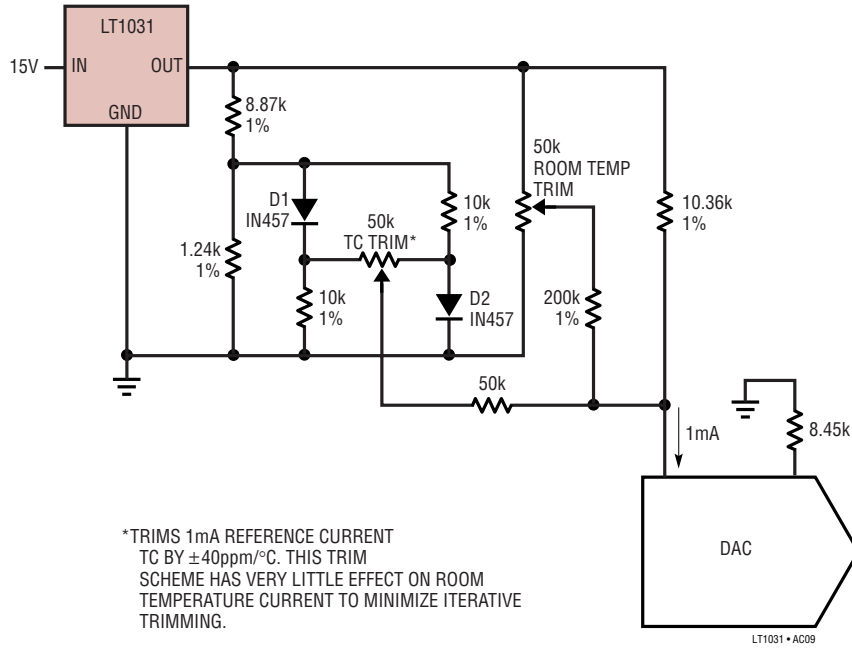 LT1031
15V
IN
OUT
GND
8.87k
1%
50k
ROOM TEMP
TRIM
D1
IN457
10k
1%
10.36k
1%
50k
TC TRIM*
1.24k
1%
10k
1%
D2
IN457
200k
1%
50k
1mA
8.45k
DAC
*TRIMS 1mA REFERENCE CURRENT
TC BY ±40ppm/°C. THIS TRIM
SCHEME HAS VERY LITTLE EFFECT ON ROOM
TEMPERATURE CURRENT TO MINIMIZE ITERATIVE
TRIMMING.
LT1031 • AC09